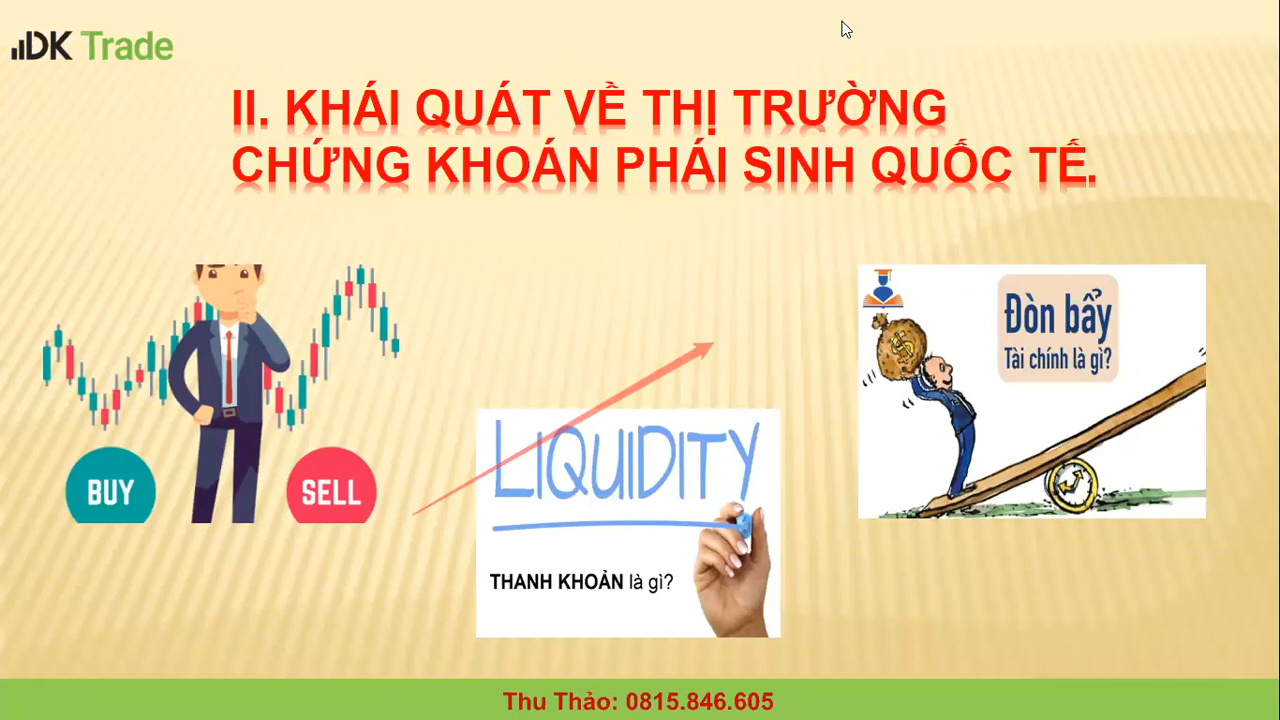 DK Trade
II. KHÁI QUÁT VỀ THỊ TRƯỜNG
CHỨNG KHOÁN PHÁI SINH QUỐC TẾ.
BUY
SELL
LIQUIDITY
THANH KHOẢN là gì?
Đòn bẩy
Tài chính là gì?
Thu Thảo: 0815.846.605